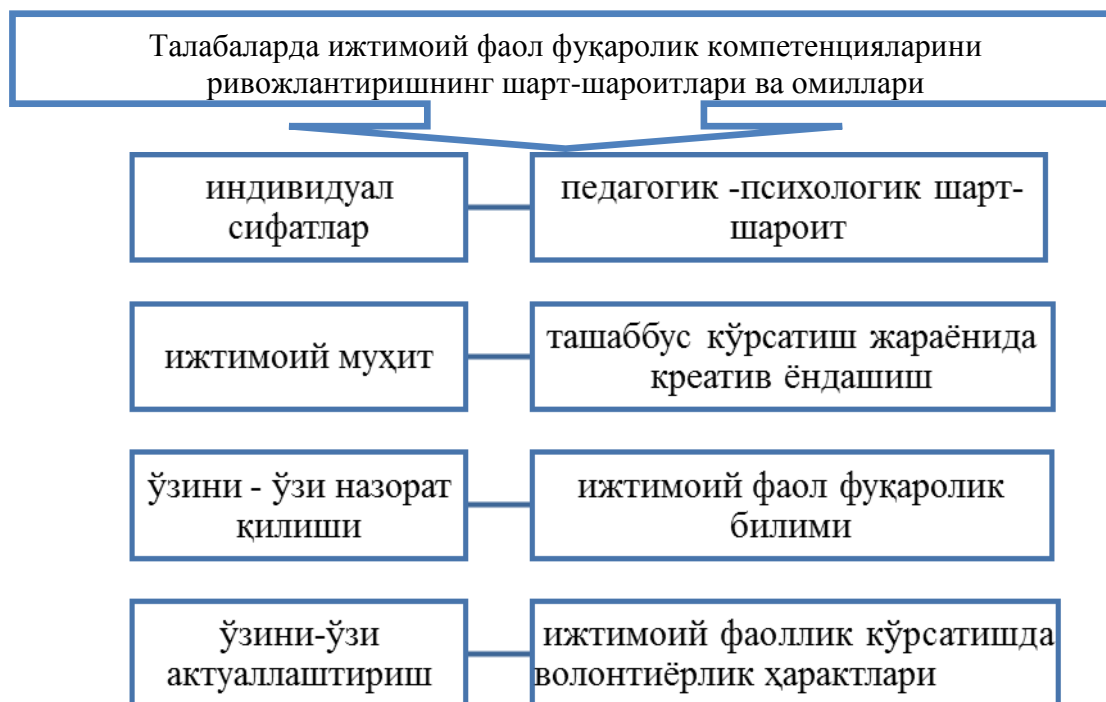 Талабаларда ижтимоий фаол фуқаролик компетенцияларини
ривожлантиришнинг шарт-шароитлари ва омиллари
индивидуал
сифатлар
педагогик -психологик шарт-
шароит
ижтимоий муҳит
ташаббус кўрсатиш жараёнида
креатив ёндашиш
ўзини - ўзи назорат
қилиши
ижтимоий фаол фуқаролик
билими
ўзини-ўзи
актуаллаштириш
ижтимоий фаоллик кўрсатишда
волонтиёрлик ҳарактлари